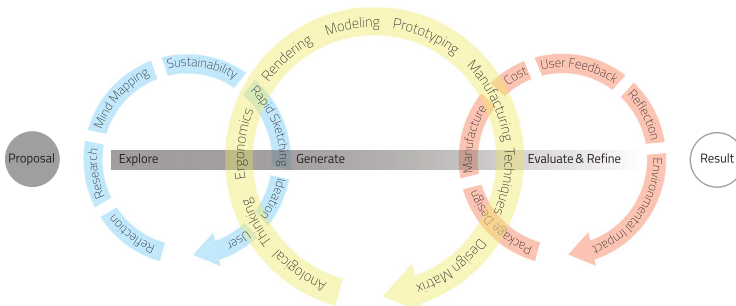 Proposal
Explore
Generate
Evaluate & Refine
Result
Reflection
Research
Mind Mapping
Sustainability
Rapid Sketching
Ideation
User
Anological Thinking
Ergonomics
Rendering
Modeling
Prototyping
Manufacturing Techniques
Design Matrix
Package Design
Manufacture
Cost
User Feedback
Reflection
Environmental Impact